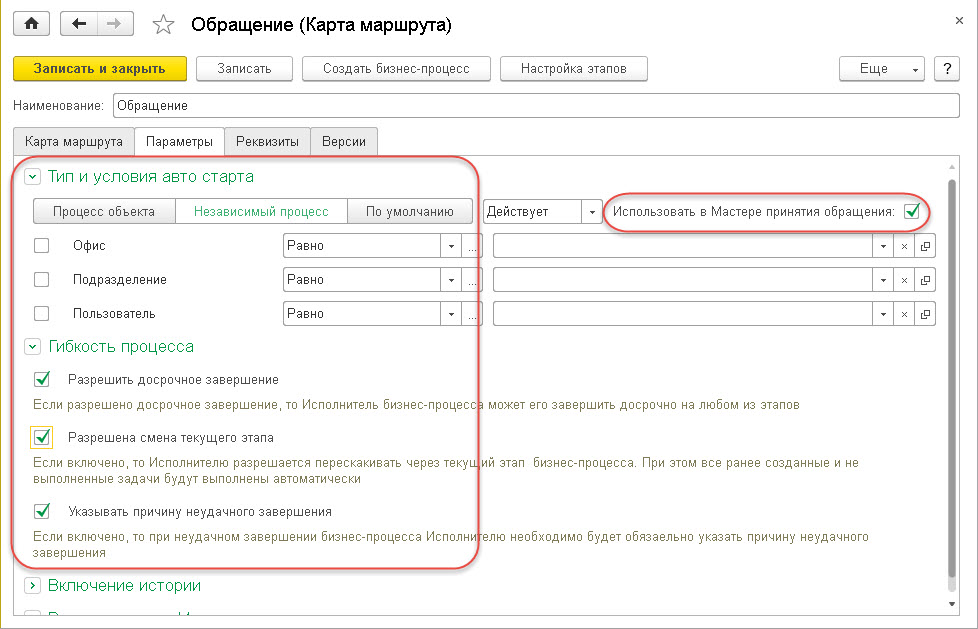 Обращение (Карта маршрута)
Записать и закрыть Записать Создать бизнес-процесс Настройка этапов Еще ?
Наименование: Обращение
Карта маршрута Параметры Реквизиты Версии
Тип и условия авто старта
Процесс объекта Независимый процесс По умолчанию Действует Использовать в Мастере принятия обращения:
Офис Равно ...
Подразделение Равно ...
Пользователь Равно ...
Гибкость процесса
Разрешить досрочное завершение
Если разрешено досрочное завершение, то Исполнитель бизнес-процесса может его завершить досрочно на любом из этапов
Разрешена смена текущего этапа
Если включено, то Исполнителю разрешается перескакивать через текущий этап бизнес-процесса. При этом все ранее созданные и не
выполненные задачи будут выполнены автоматически
Указывать причину неудачного завершения
Если включено, то при неудачном завершении бизнес-процесса Исполнителю необходимо будет обязаельно указать причину неудачного
завершения
Включение истории